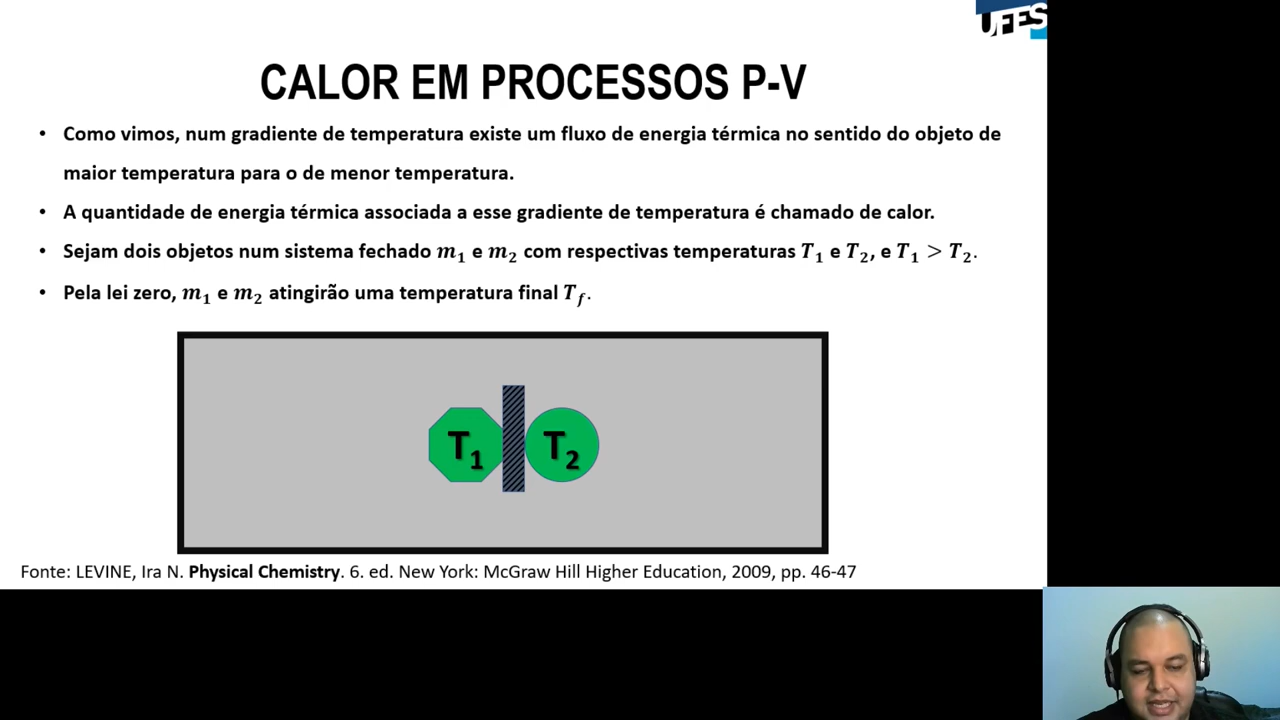 UFES
CALOR EM PROCESSOS P-V
• Como vimos, num gradiente de temperatura existe um fluxo de energia térmica no sentido do objeto de
maior temperatura para o de menor temperatura.
• A quantidade de energia térmica associada a esse gradiente de temperatura é chamado de calor.
• Sejam dois objetos num sistema fechado m₁ e m₂ com respectivas temperaturas T₁ e T₂, e T₁ > T₂.
• Pela lei zero, m₁ e m₂ atingirão uma temperatura final T_f.
T₁ T₂
Fonte: LEVINE, Ira N. Physical Chemistry. 6. ed. New York: McGraw Hill Higher Education, 2009, pp. 46-47